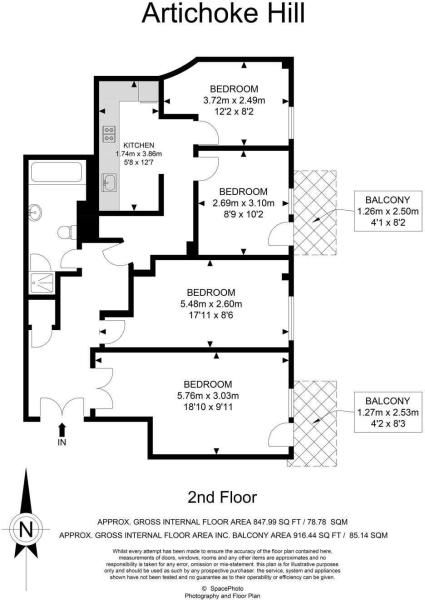 Artichoke Hill
BEDROOM
3.72m x 2.49m
12'2 x 8'2
KITCHEN
1.74m x 3.86m
5'8 x 12'7
BEDROOM
2.69m x 3.10m
8'9 x 10'2
BALCONY
1.26m x 2.50m
4'1 x 8'2
BEDROOM
5.48m x 2.60m
17'11 x 8'6
BEDROOM
5.76m x 3.03m
18'10 x 9'11
BALCONY
1.27m x 2.53m
4'2 x 8'3
IN
2nd Floor
N
APPROX. GROSS INTERNAL FLOOR AREA 847.99 SQ FT / 78.78 SQM
APPROX. GROSS INTERNAL FLOOR AREA INC. BALCONY AREA 916.44 SQ FT / 85.14 SQM
Whilst every attempt has been made to ensure the accuracy of the floor plan contained here,
measurements of doors, windows, rooms and any other items are approximates and no
responsibility is taken for any error, omission or mis-statement. this plan is for illustrative purposes
only and should be used as such by any prospective purchaser. the service, system and appliances
shown have not been tested and no guarantee as to their operability or efficiency can be given.
© SpacePhoto
Photography and Floor Plan